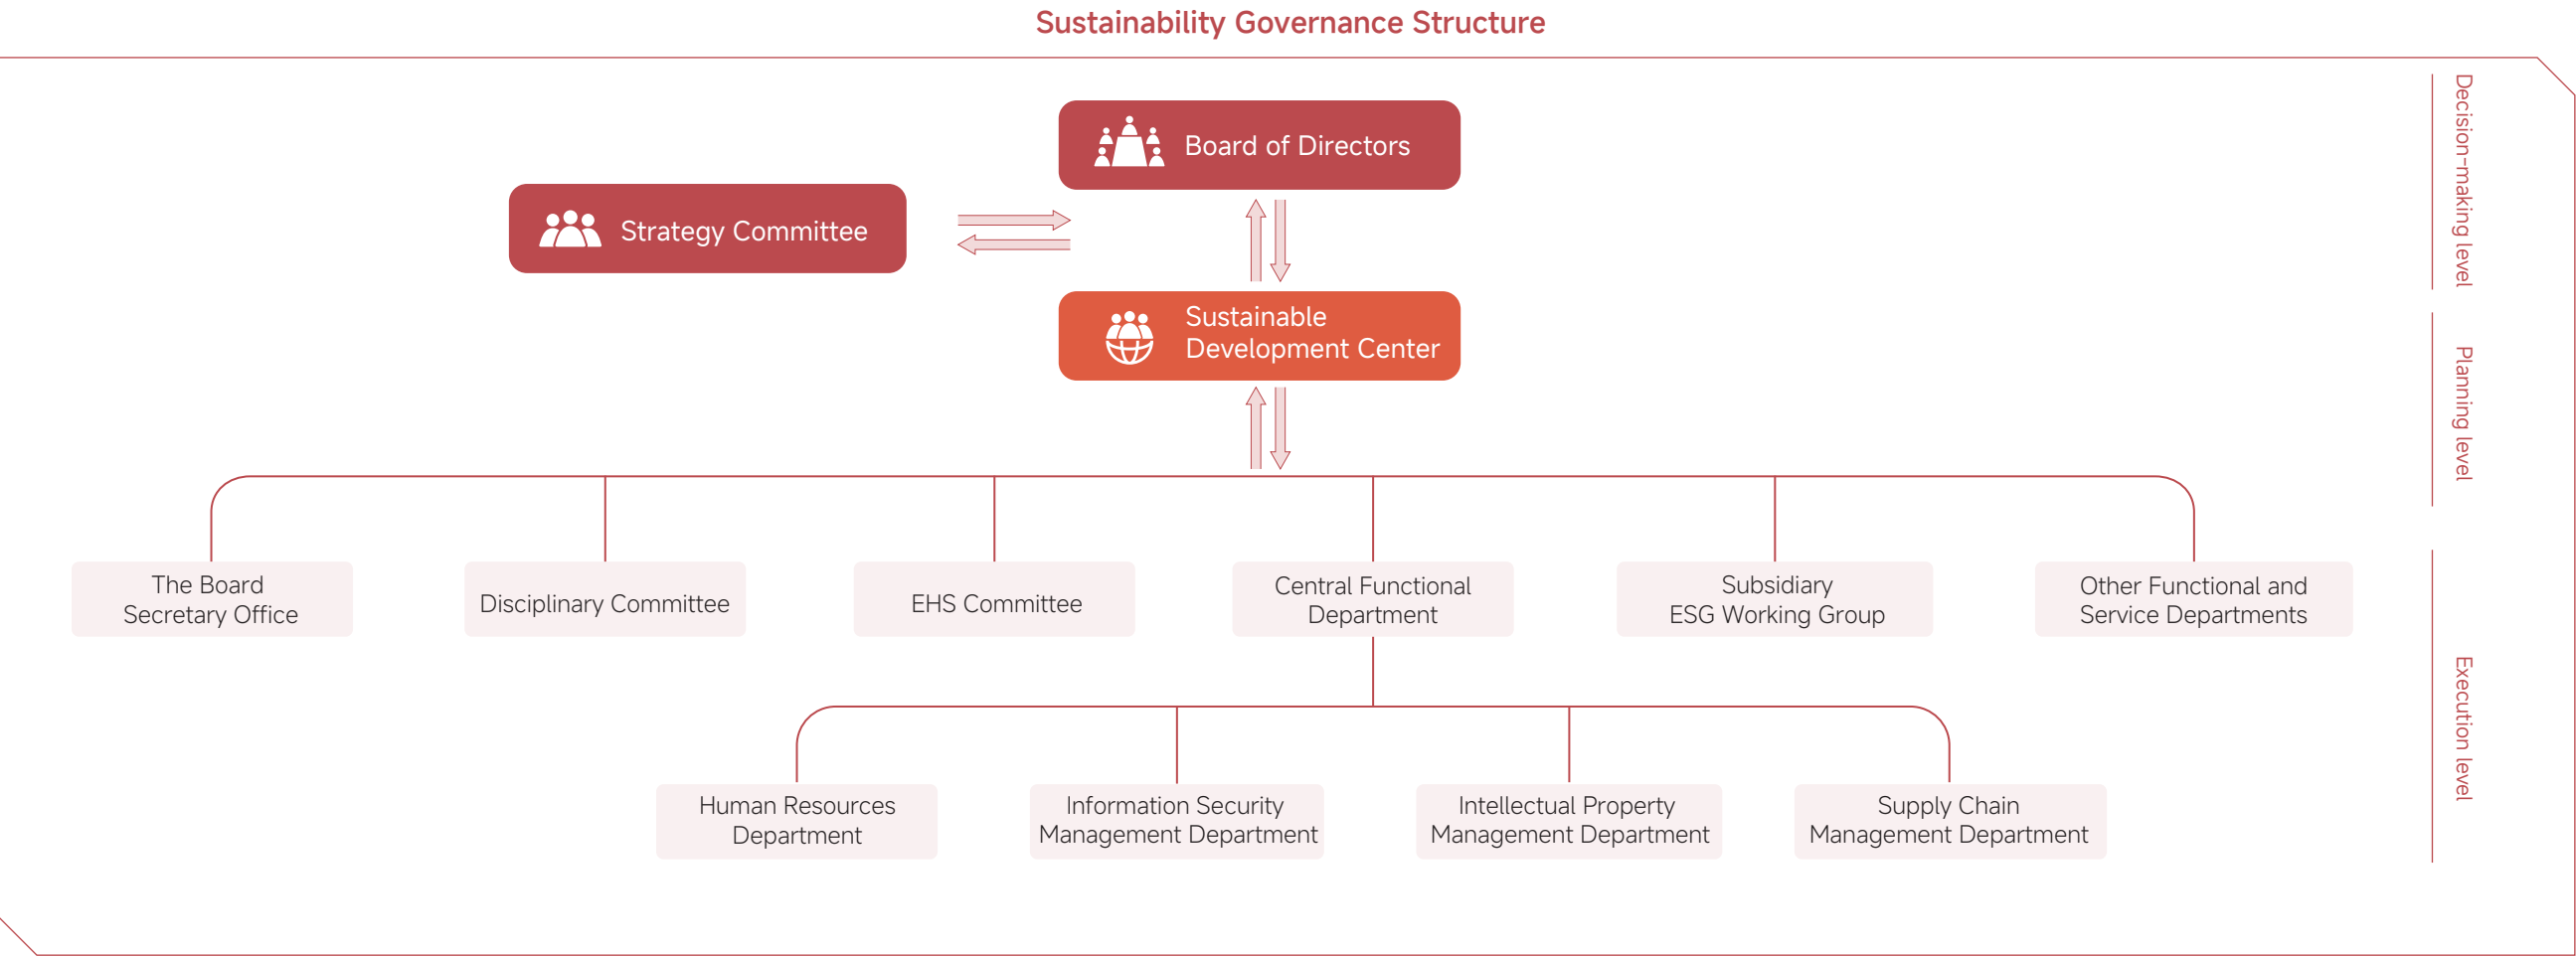 Sustainability Governance Structure
Board of Directors
Strategy Committee
Sustainable
Development Center
The Board
Secretary Office
Disciplinary Committee
EHS Committee
Central Functional
Department
Subsidiary
ESG Working Group
Other Functional and
Service Departments
Human Resources
Department
Information Security
Management Department
Intellectual Property
Management Department
Supply Chain
Management Department
Decision-making level
Planning level
Execution level